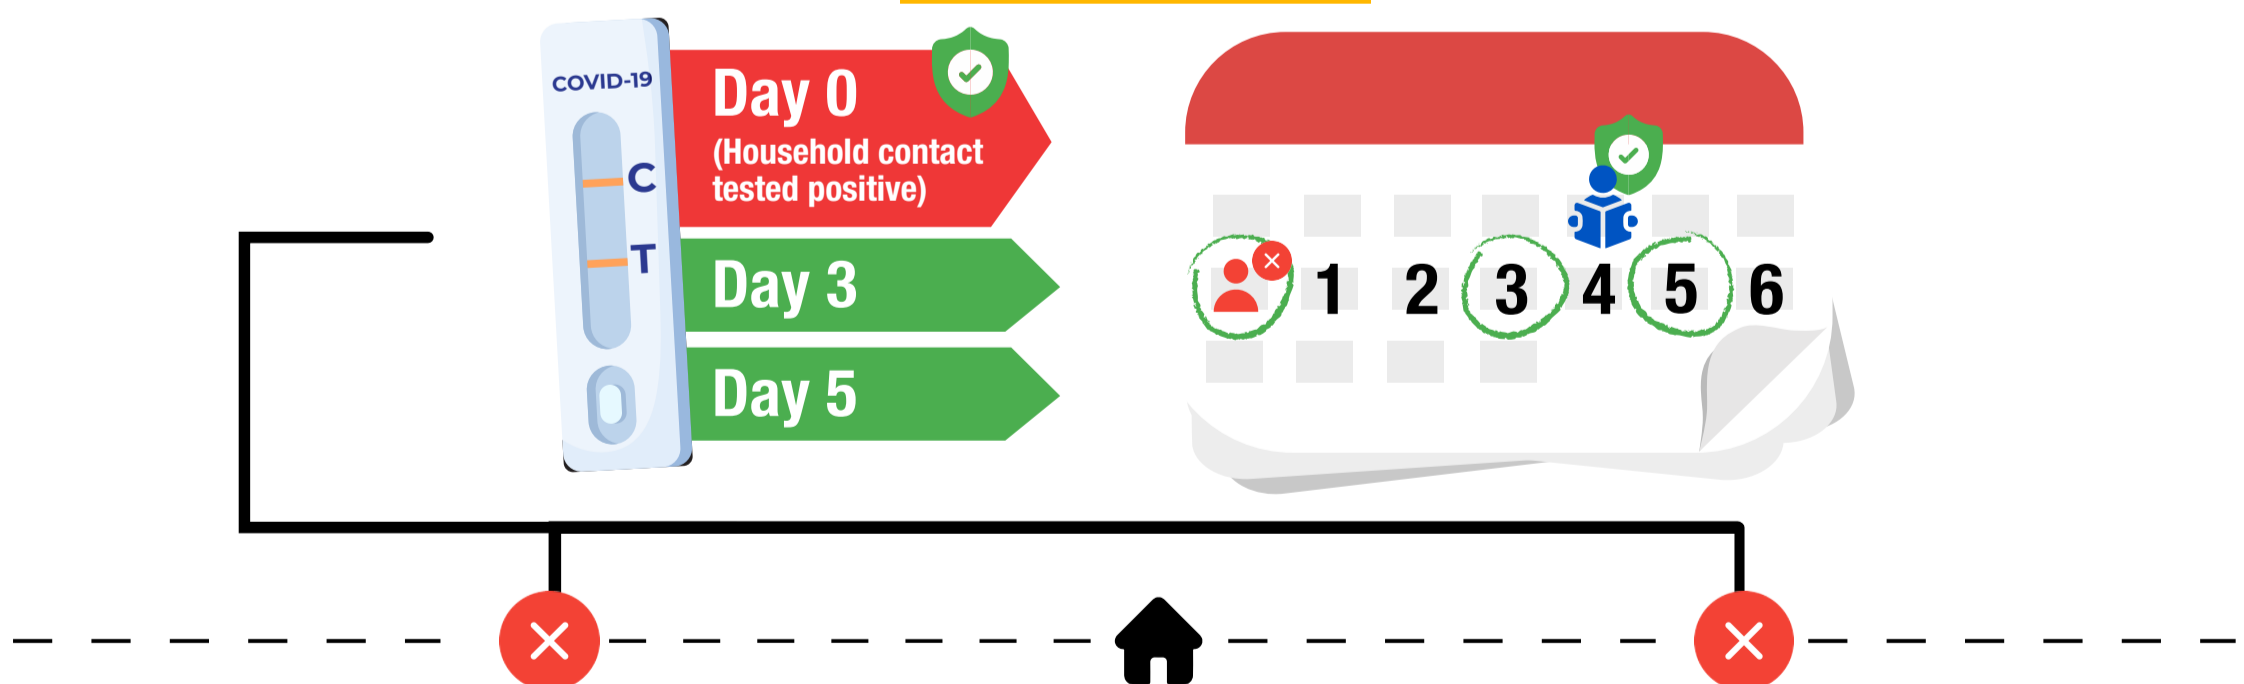 COVID-19
C
T
Day 0
(Household contact
tested positive)
Day 3
Day 5
1 2 3 4 5 6